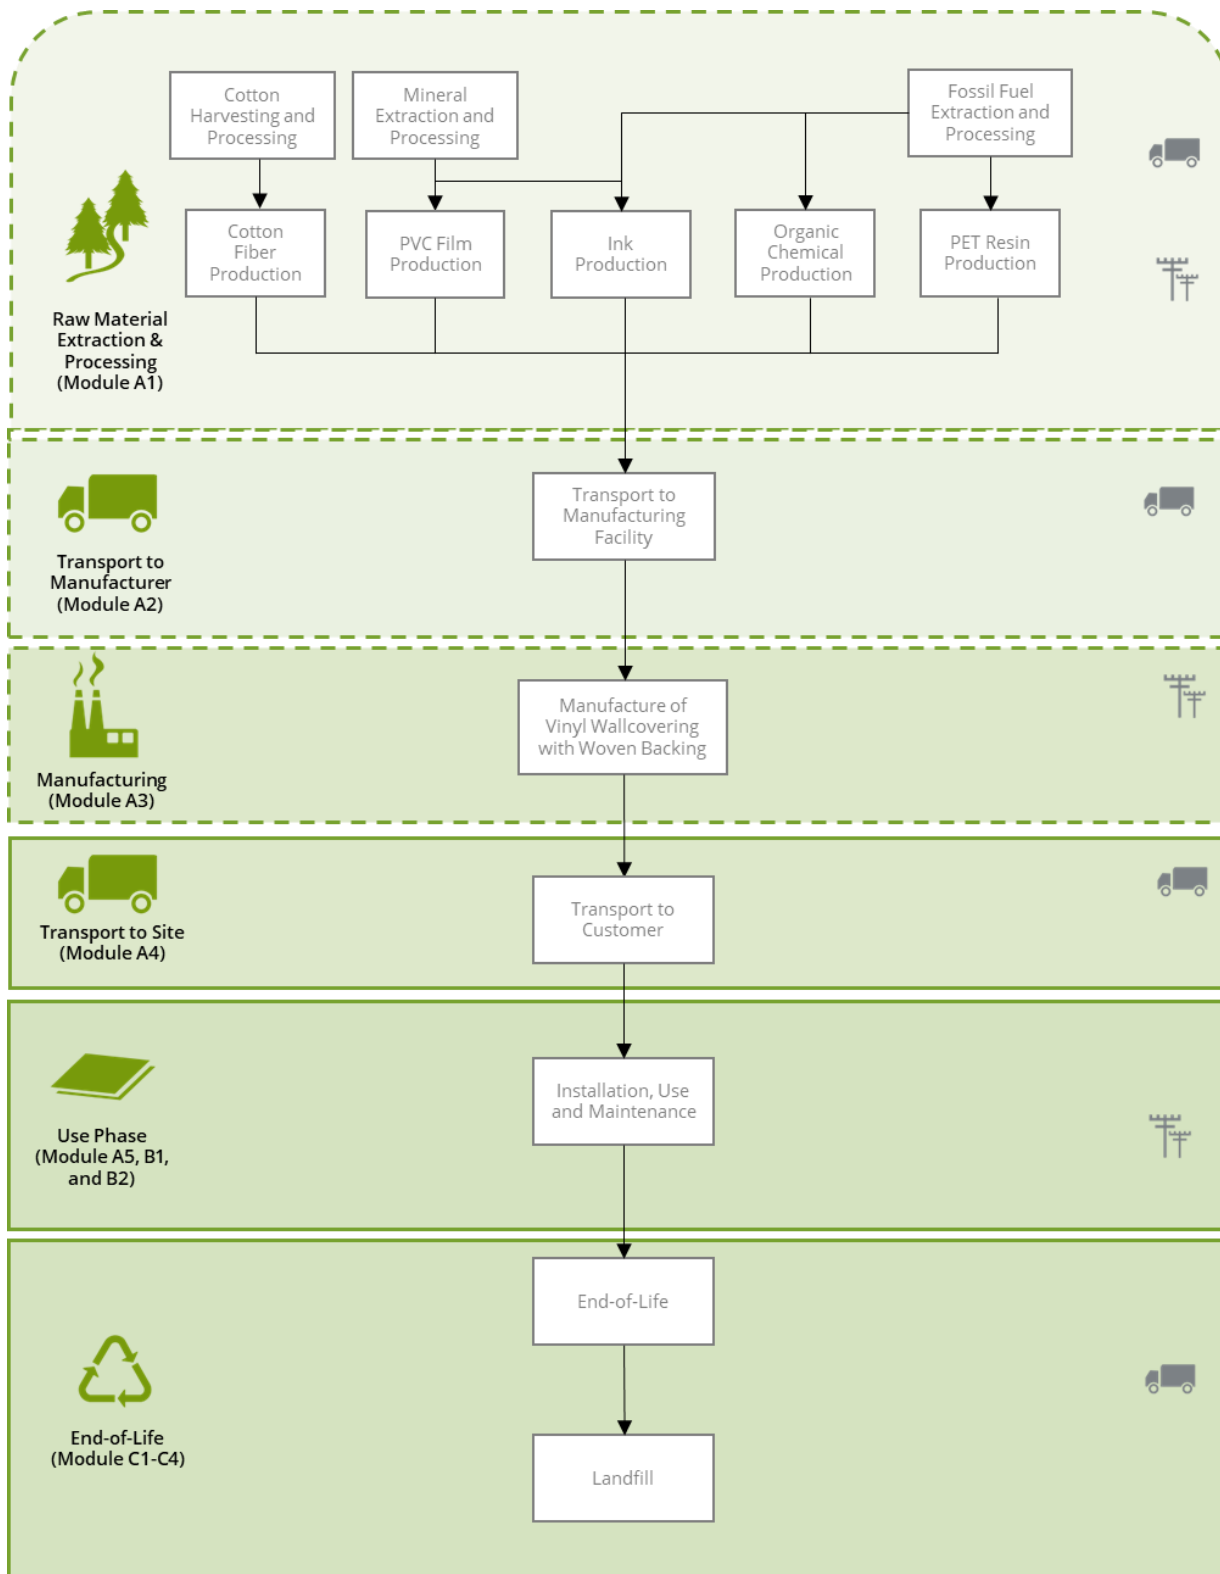 Cotton
Harvesting and
Processing
Mineral
Extraction and
Processing
Fossil Fuel
Extraction and
Processing
Cotton
Fiber
Production
PVC Film
Production
Ink
Production
Organic
Chemical
Production
PET Resin
Production
Raw Material
Extraction &
Processing
(Module A1)
Transport to
Manufacturing
Facility
Transport to
Manufacturer
(Module A2)
Manufacture of
Vinyl Wallcovering
with Woven Backing
Manufacturing
(Module A3)
Transport to
Customer
Transport to Site
(Module A4)
Installation, Use
and Maintenance
Use Phase
(Module A5, B1,
and B2)
End-of-Life
End-of-Life
(Module C1-C4)
Landfill